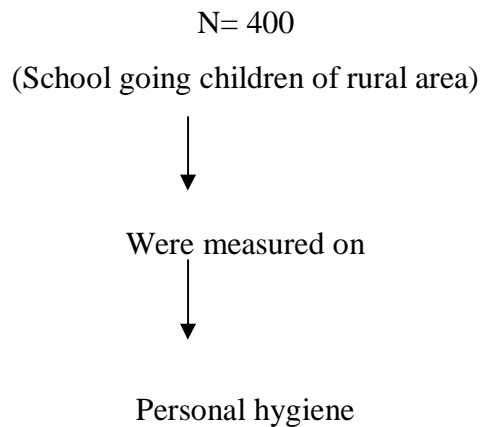 N= 400
(School going children of rural area)
Were measured on
Personal hygiene